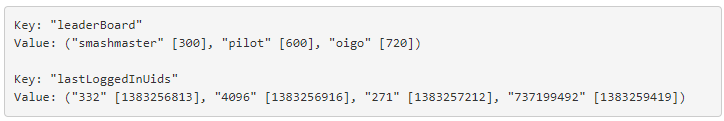 Key: "leaderBoard"
Value: ("smashmaster" [300], "pilot" [600], "oigo" [720])
Key: "lastLoggedInUids"
Value: ("332" [1383256813], "4096" [1383256916], "271" [1383257212], "737199492" [1383259419])